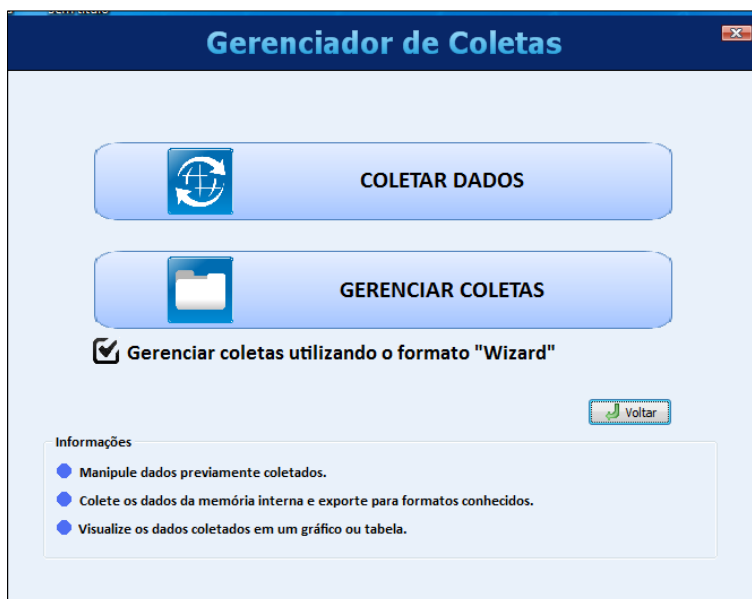 Gerenciador de Coletas
COLETAR DADOS
GERENCIAR COLETAS
Gerenciar coletas utilizando o formato "Wizard"
Voltar
Informações
Manipule dados previamente coletados.
Colete os dados da memória interna e exporte para formatos conhecidos.
Visualize os dados coletados em um gráfico ou tabela.